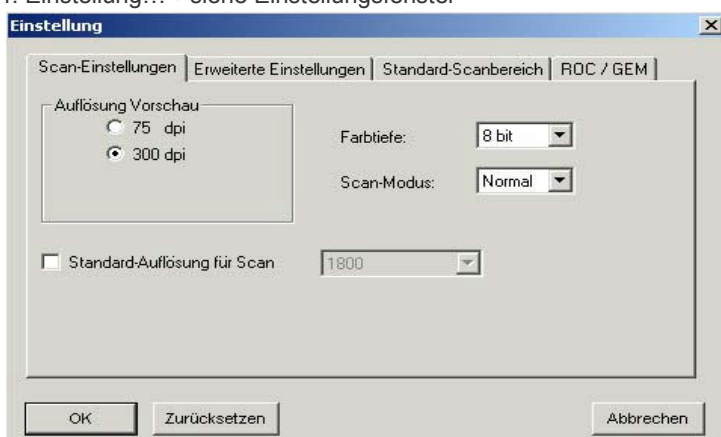 Einstellung
Scan-Einstellungen Erweiterte Einstellungen Standard-Scanbereich ROC / GEM
Auflösung Vorschau
75 dpi
300 dpi
Farbtiefe: 8 bit
Scan-Modus: Normal
Standard-Auflösung für Scan 1800
OK Zurücksetzen Abbrechen